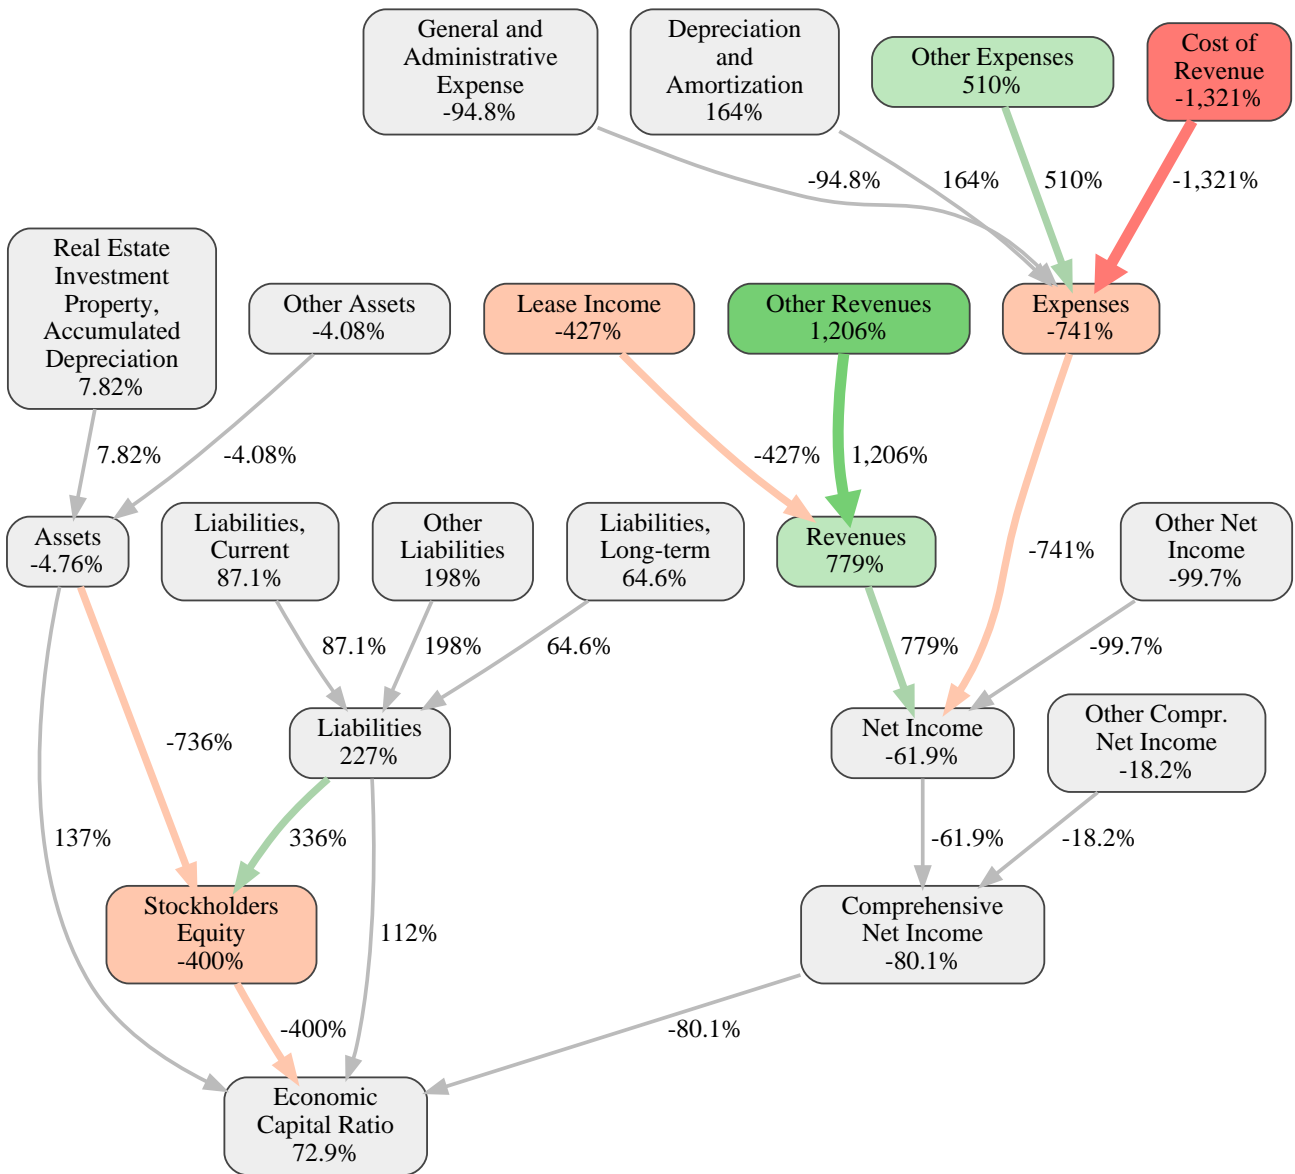 General and
Administrative
Expense
-94.8%
Depreciation
and
Amortization
164%
Other Expenses
510%
Cost of
Revenue
-1,321%
-94.8%
164%
510%
-1,321%
Real Estate
Investment
Property,
Accumulated
Depreciation
7.82%
Other Assets
-4.08%
Lease Income
-427%
Other Revenues
1,206%
Expenses
-741%
7.82%
-4.08%
-427%
1,206%
-741%
Assets
-4.76%
Liabilities,
Current
87.1%
Other
Liabilities
198%
Liabilities,
Long-term
64.6%
Revenues
779%
Other Net
Income
-99.7%
87.1%
198%
64.6%
779%
-99.7%
-736%
Liabilities
227%
Net Income
-61.9%
Other Compr.
Net Income
-18.2%
137%
336%
-61.9%
-18.2%
Stockholders
Equity
-400%
112%
Comprehensive
Net Income
-80.1%
-400%
-80.1%
Economic
Capital Ratio
72.9%